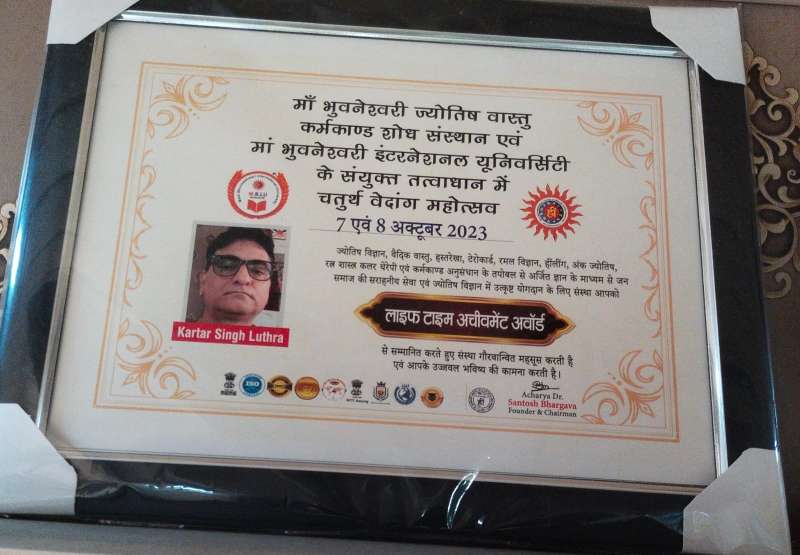 माँ भुवनेश्वरी ज्योतिष वास्तु
कर्मकाण्ड शोध संस्थान एवं
मां भुवनेश्वरी इंटरनेशनल यूनिवर्सिटी
के संयुक्त तत्वाधान में
चतुर्थ वेदांग महोत्सव
7 एवं 8 अक्टूबर 2023
ज्योतिष विज्ञान, वैदिक वास्तु, हस्तरेखा, टेरोकार्ड, रमल विज्ञान, हीलींग, अंक ज्योतिष,
रत्न शास्त्र कलर थेरेपी एवं कर्मकाण्ड अनुसंधान के तपोबल से अर्जित ज्ञान के माध्यम से जन
समाज की सराहनीय सेवा एवं ज्योतिष विज्ञान में उत्कृष्ट योगदान के लिए संस्था आपको
Kartar Singh Luthra
लाइफ टाइम अचीवमेंट अवॉर्ड
से सम्मानित करते हुए संस्था गौरवान्वित महसूस करती है
एवं आपके उज्जवल भविष्य की कामना करती है।
ISO
Acharya Dr.
Santosh Bhargava
Founder & Chairman